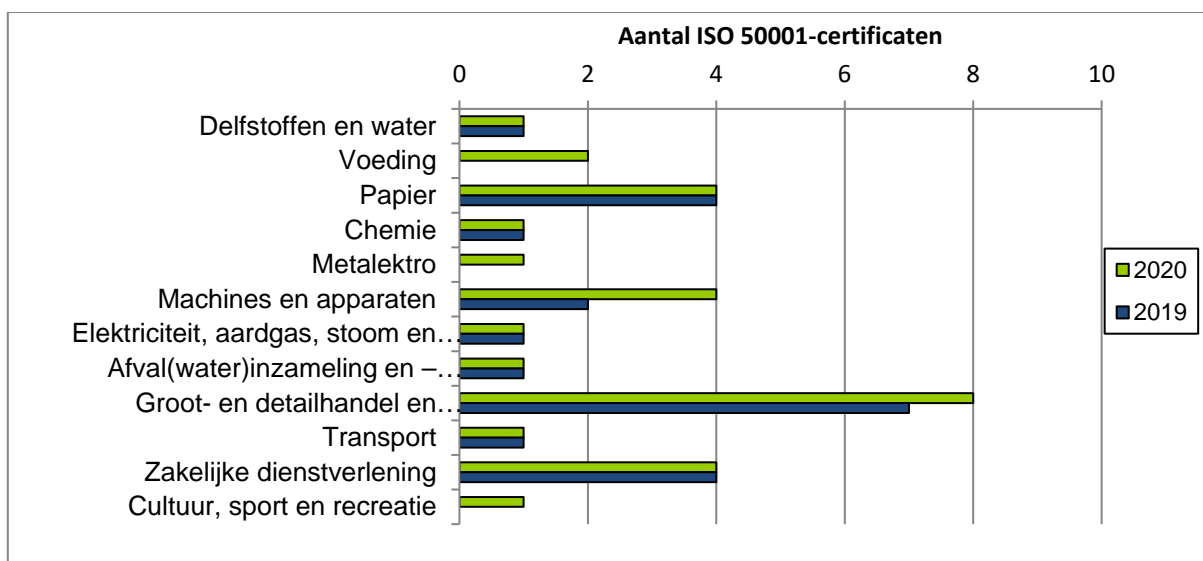 Aantal ISO 50001-certificaten
0 2 4 6 8 10
Delfstoffen en water
Voeding
Papier
Chemie
Metalektro
Machines en apparaten
Elektriciteit, aardgas, stoom en…
Afval(water)inzameling en –…
Groot- en detailhandel en…
Transport
Zakelijke dienstverlening
Cultuur, sport en recreatie
2020
2019